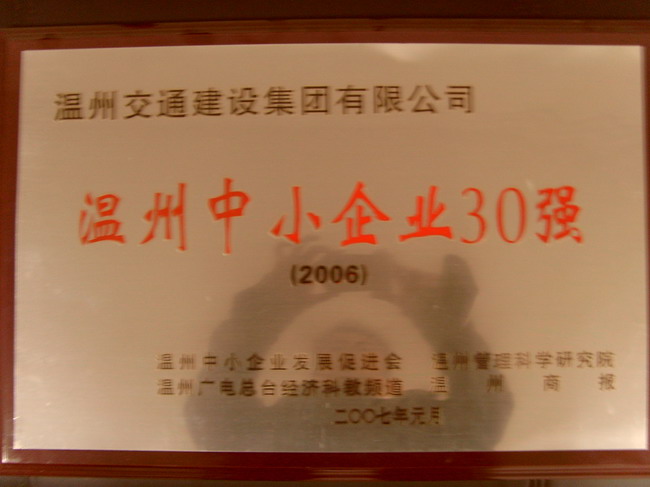 温州交通建设集团有限公司
温州中小企业30强
(2006)
温州中小企业发展促进会 温州管理科学研究院
温州广电总台经济科教频道 温州商报
二〇〇七年元月